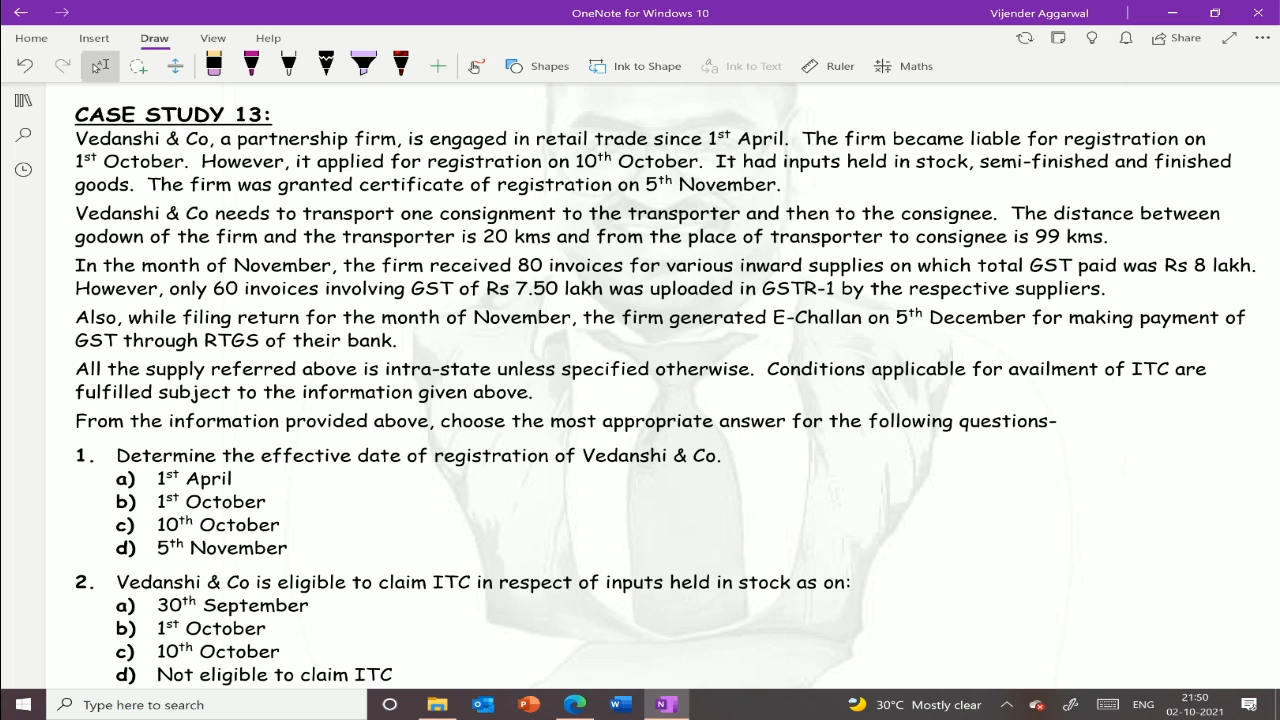 OneNote for Windows 10
Vijender Aggarwal
Home Insert Draw View Help
Share
Shapes Ink to Shape Ink to Text Ruler Maths
CASE STUDY 13:
Vedanshi & Co, a partnership firm, is engaged in retail trade since 1st April. The firm became liable for registration on
1st October. However, it applied for registration on 10th October. It had inputs held in stock, semi-finished and finished
goods. The firm was granted certificate of registration on 5th November.
Vedanshi & Co needs to transport one consignment to the transporter and then to the consignee. The distance between
godown of the firm and the transporter is 20 kms and from the place of transporter to consignee is 99 kms.
In the month of November, the firm received 80 invoices for various inward supplies on which total GST paid was Rs 8 lakh.
However, only 60 invoices involving GST of Rs 7.50 lakh was uploaded in GSTR-1 by the respective suppliers.
Also, while filing return for the month of November, the firm generated E-Challan on 5th December for making payment of
GST through RTGS of their bank.
All the supply referred above is intra-state unless specified otherwise. Conditions applicable for availment of ITC are
fulfilled subject to the information given above.
From the information provided above, choose the most appropriate answer for the following questions-
1. Determine the effective date of registration of Vedanshi & Co.
a) 1st April
b) 1st October
c) 10th October
d) 5th November
2. Vedanshi & Co is eligible to claim ITC in respect of inputs held in stock as on:
a) 30th September
b) 1st October
c) 10th October
d) Not eligible to claim ITC
Type here to search
30°C Mostly clear
ENG
21:50
02-10-2021